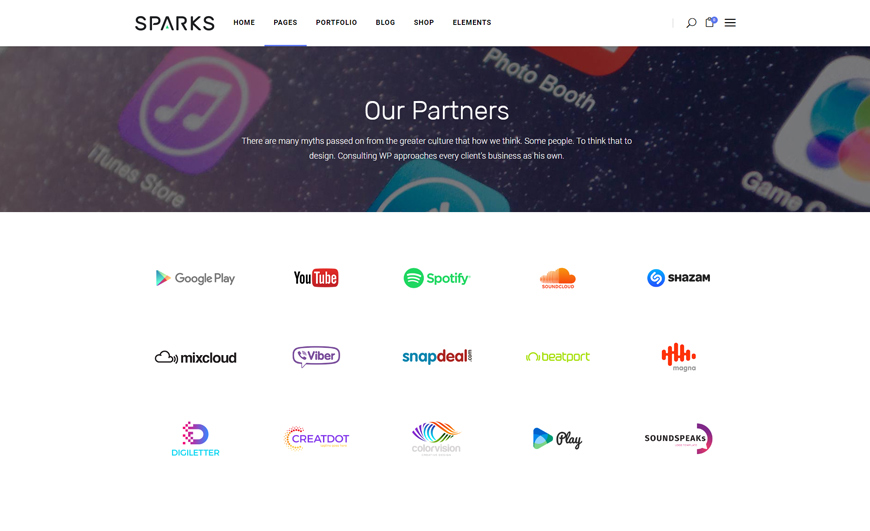 SPARKS HOME PAGES PORTFOLIO BLOG SHOP ELEMENTS
Photo Booth
Our Partners
iTunes Store
There are many myths passed on from the greater culture that how we think. Some people. To think that to
design. Consulting WP approaches every client's business as his own.
Game Ce
Google Play YouTube Spotify SOUNDCLOUD SHAZAM
mixcloud Viber snapdeal.com beatport magna
DIGILETTER CREATDOT colorvision Play SOUNDSPEAKs